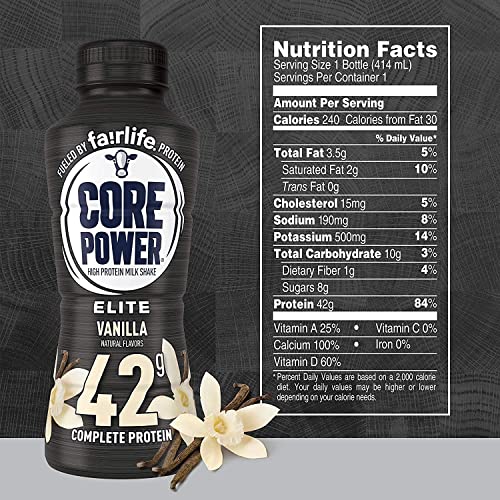 FUELED by fa!rlife. PROTEIN
CORE
POWER®
HIGH PROTEIN MILK SHAKE
ELITE
VANILLA
NATURAL FLAVORS
42g
COMPLETE PROTEIN
Nutrition Facts
Serving Size 1 Bottle (414 mL)
Servings Per Container 1
Amount Per Serving
Calories 240 Calories from Fat 30
% Daily Value*
Total Fat 3.5g 5%
Saturated Fat 2g 10%
Trans Fat 0g
Cholesterol 15mg 5%
Sodium 190mg 8%
Potassium 500mg 14%
Total Carbohydrate 10g 3%
Dietary Fiber 1g 4%
Sugars 8g
Protein 42g 84%
Vitamin A 25% • Vitamin C 0%
Calcium 100% • Iron 0%
Vitamin D 60%
*Percent Daily Values are based on a 2,000 calorie
diet. Your daily values may be higher or lower
depending on your calorie needs.